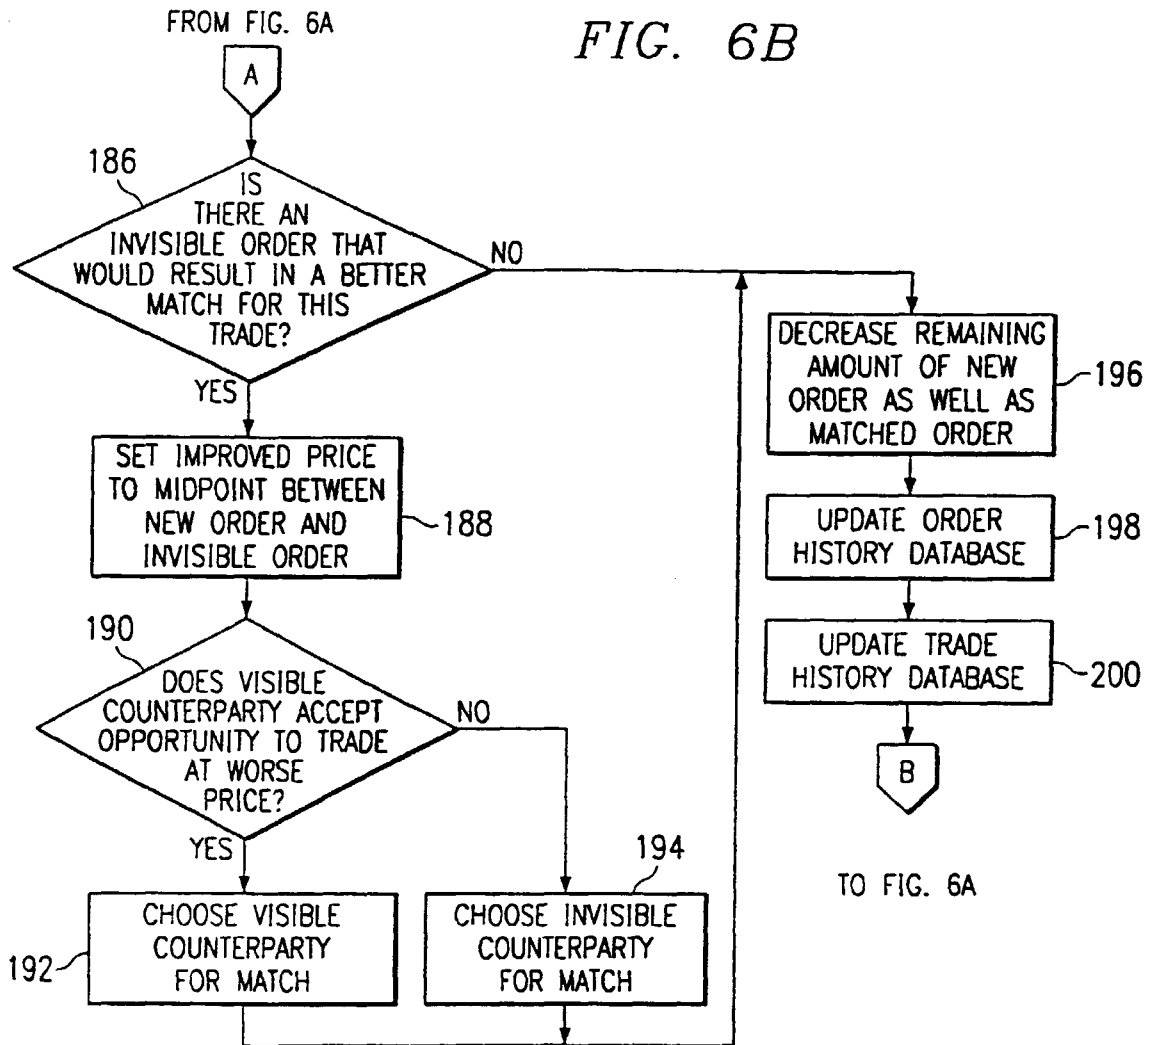 FROM FIG. 6A
FIG. 6B
A
186
IS
THERE AN
INVISIBLE ORDER THAT
WOULD RESULT IN A BETTER
MATCH FOR THIS
TRADE?
NO
YES
SET IMPROVED PRICE
TO MIDPOINT BETWEEN
NEW ORDER AND
INVISIBLE ORDER
188
190
DOES VISIBLE
COUNTERPARTY ACCEPT
OPPORTUNITY TO TRADE
AT WORSE
PRICE?
NO
YES
CHOOSE VISIBLE
COUNTERPARTY
FOR MATCH
192
194
CHOOSE INVISIBLE
COUNTERPARTY
FOR MATCH
DECREASE REMAINING
AMOUNT OF NEW
ORDER AS WELL AS
MATCHED ORDER
196
UPDATE ORDER
HISTORY DATABASE
198
UPDATE TRADE
HISTORY DATABASE
200
B
TO FIG. 6A